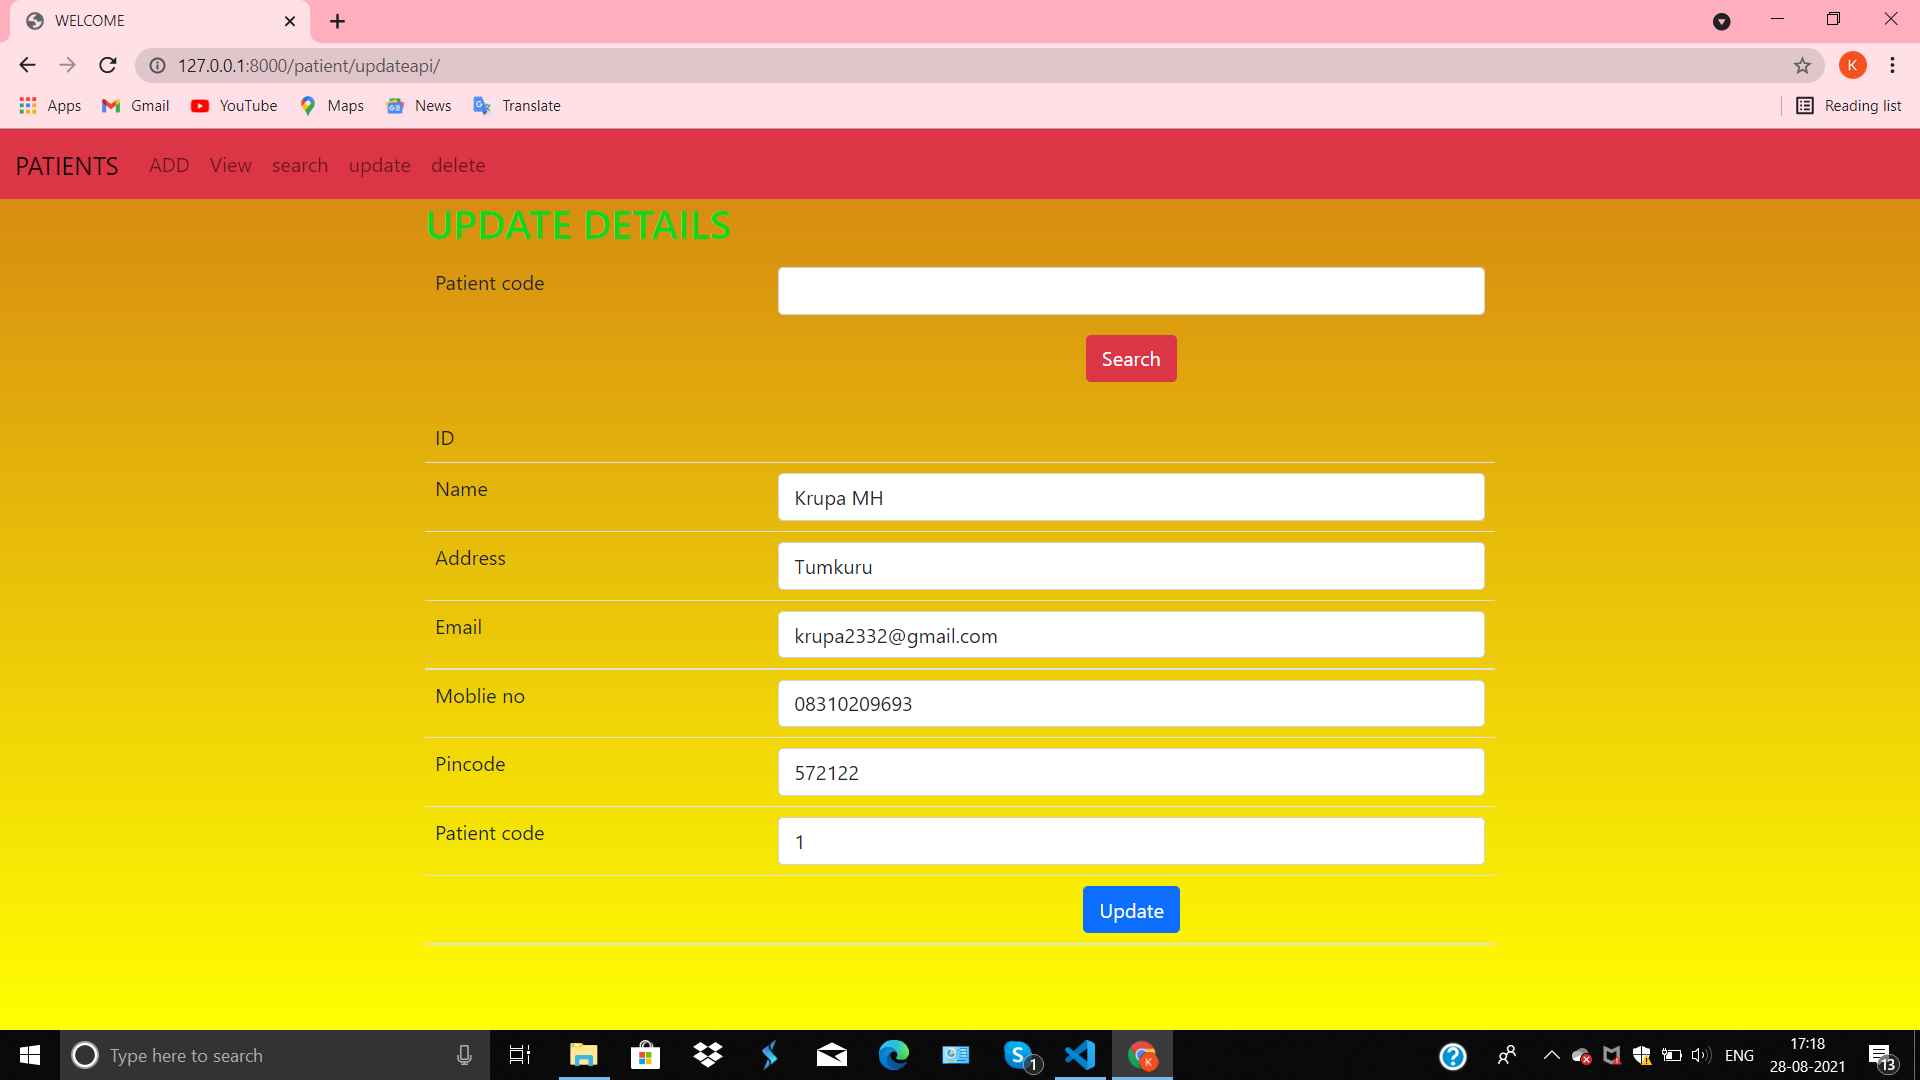 WELCOME
127.0.0.1:8000/patient/updateapi/
K
Apps Gmail YouTube Maps News Translate Reading list
PATIENTS ADD View search update delete
UPDATE DETAILS
Patient code
Search
ID
Name Krupa MH
Address Tumkuru
Email krupa2332@gmail.com
Moblie no 08310209693
Pincode 572122
Patient code 1
Update
Type here to search
S 1 K ENG 17:18
28-08-2021
13